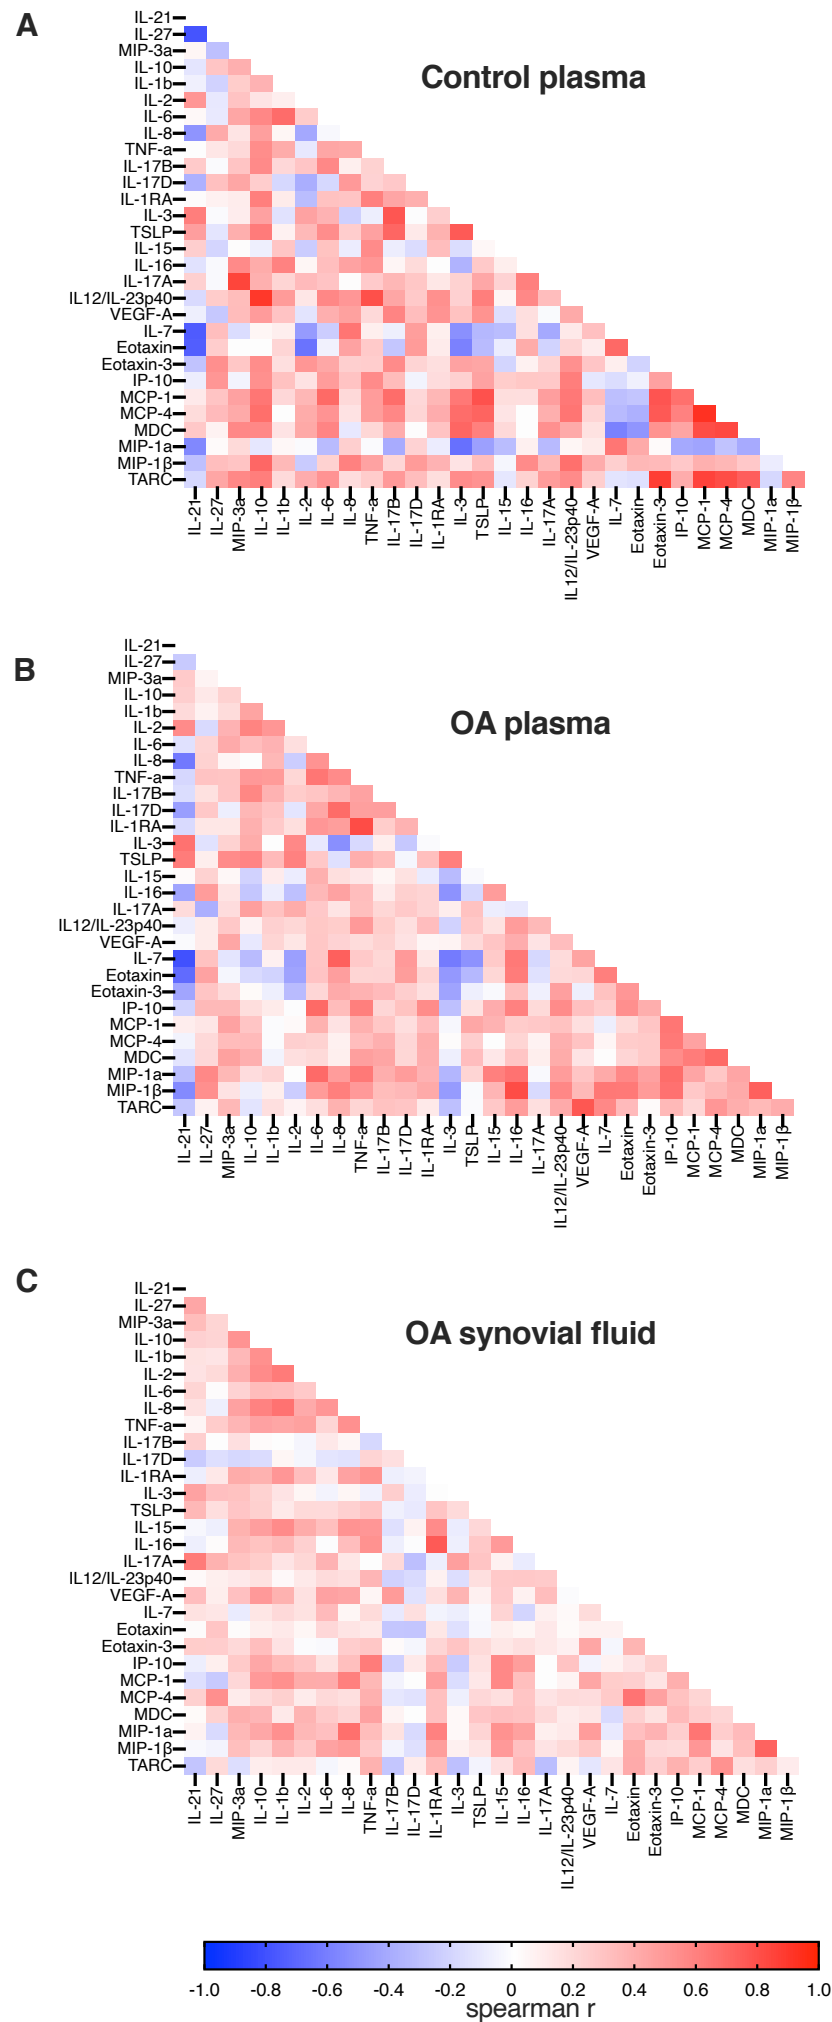 A
Control plasma
IL-21
IL-27
MIP-3a
IL-10
IL-1b
IL-2
IL-6
IL-8
TNF-a
IL-17B
IL-17D
IL-1RA
IL-3
TSLP
IL-15
IL-16
IL-17A
IL12/IL-23p40
VEGF-A
IL-7
Eotaxin
Eotaxin-3
IP-10
MCP-1
MCP-4
MDC
MIP-1a
MIP-1β
TARC
IL-21
IL-27
MIP-3a
IL-10
IL-1b
IL-2
IL-6
IL-8
TNF-a
IL-17B
IL-17D
IL-1RA
IL-3
TSLP
IL-15
IL-16
IL-17A
IL12/IL-23p40
VEGF-A
IL-7
Eotaxin
Eotaxin-3
IP-10
MCP-1
MCP-4
MDC
MIP-1a
MIP-1β
B
OA plasma
IL-21
IL-27
MIP-3a
IL-10
IL-1b
IL-2
IL-6
IL-8
TNF-a
IL-17B
IL-17D
IL-1RA
IL-3
TSLP
IL-15
IL-16
IL-17A
IL12/IL-23p40
VEGF-A
IL-7
Eotaxin
Eotaxin-3
IP-10
MCP-1
MCP-4
MDC
MIP-1a
MIP-1β
TARC
IL-21
IL-27
MIP-3a
IL-10
IL-1b
IL-2
IL-6
IL-8
TNF-a
IL-17B
IL-17D
IL-1RA
IL-3
TSLP
IL-15
IL-16
IL-17A
IL12/IL-23p40
VEGF-A
IL-7
Eotaxin
Eotaxin-3
IP-10
MCP-1
MCP-4
MDC
MIP-1a
MIP-1β
C
OA synovial fluid
IL-21
IL-27
MIP-3a
IL-10
IL-1b
IL-2
IL-6
IL-8
TNF-a
IL-17B
IL-17D
IL-1RA
IL-3
TSLP
IL-15
IL-16
IL-17A
IL12/IL-23p40
VEGF-A
IL-7
Eotaxin
Eotaxin-3
IP-10
MCP-1
MCP-4
MDC
MIP-1a
MIP-1β
TARC
IL-21
IL-27
MIP-3a
IL-10
IL-1b
IL-2
IL-6
IL-8
TNF-a
IL-17B
IL-17D
IL-1RA
IL-3
TSLP
IL-15
IL-16
IL-17A
IL12/IL-23p40
VEGF-A
IL-7
Eotaxin
Eotaxin-3
IP-10
MCP-1
MCP-4
MDC
MIP-1a
MIP-1β
-1.0 -0.8 -0.6 -0.4 -0.2 0 0.2 0.4 0.6 0.8 1.0
spearman r